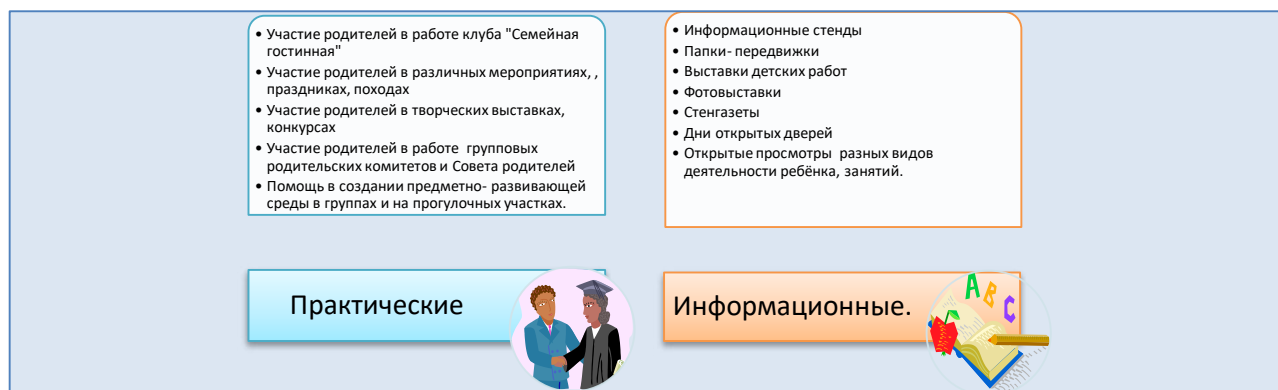 • Участие родителей в работе клуба "Семейная
гостинная"
• Участие родителей в различных мероприятиях, ,
праздниках, походах
• Участие родителей в творческих выставках,
конкурсах
• Участие родителей в работе групповых
родительских комитетов и Совета родителей
• Помощь в создании предметно- развивающей
среды в группах и на прогулочных участках.
Практические
• Информационные стенды
• Папки- передвижки
• Выставки детских работ
• Фотовыставки
• Стенгазеты
• Дни открытых дверей
• Открытые просмотры разных видов
деятельности ребёнка, занятий.
Информационные.
A B C